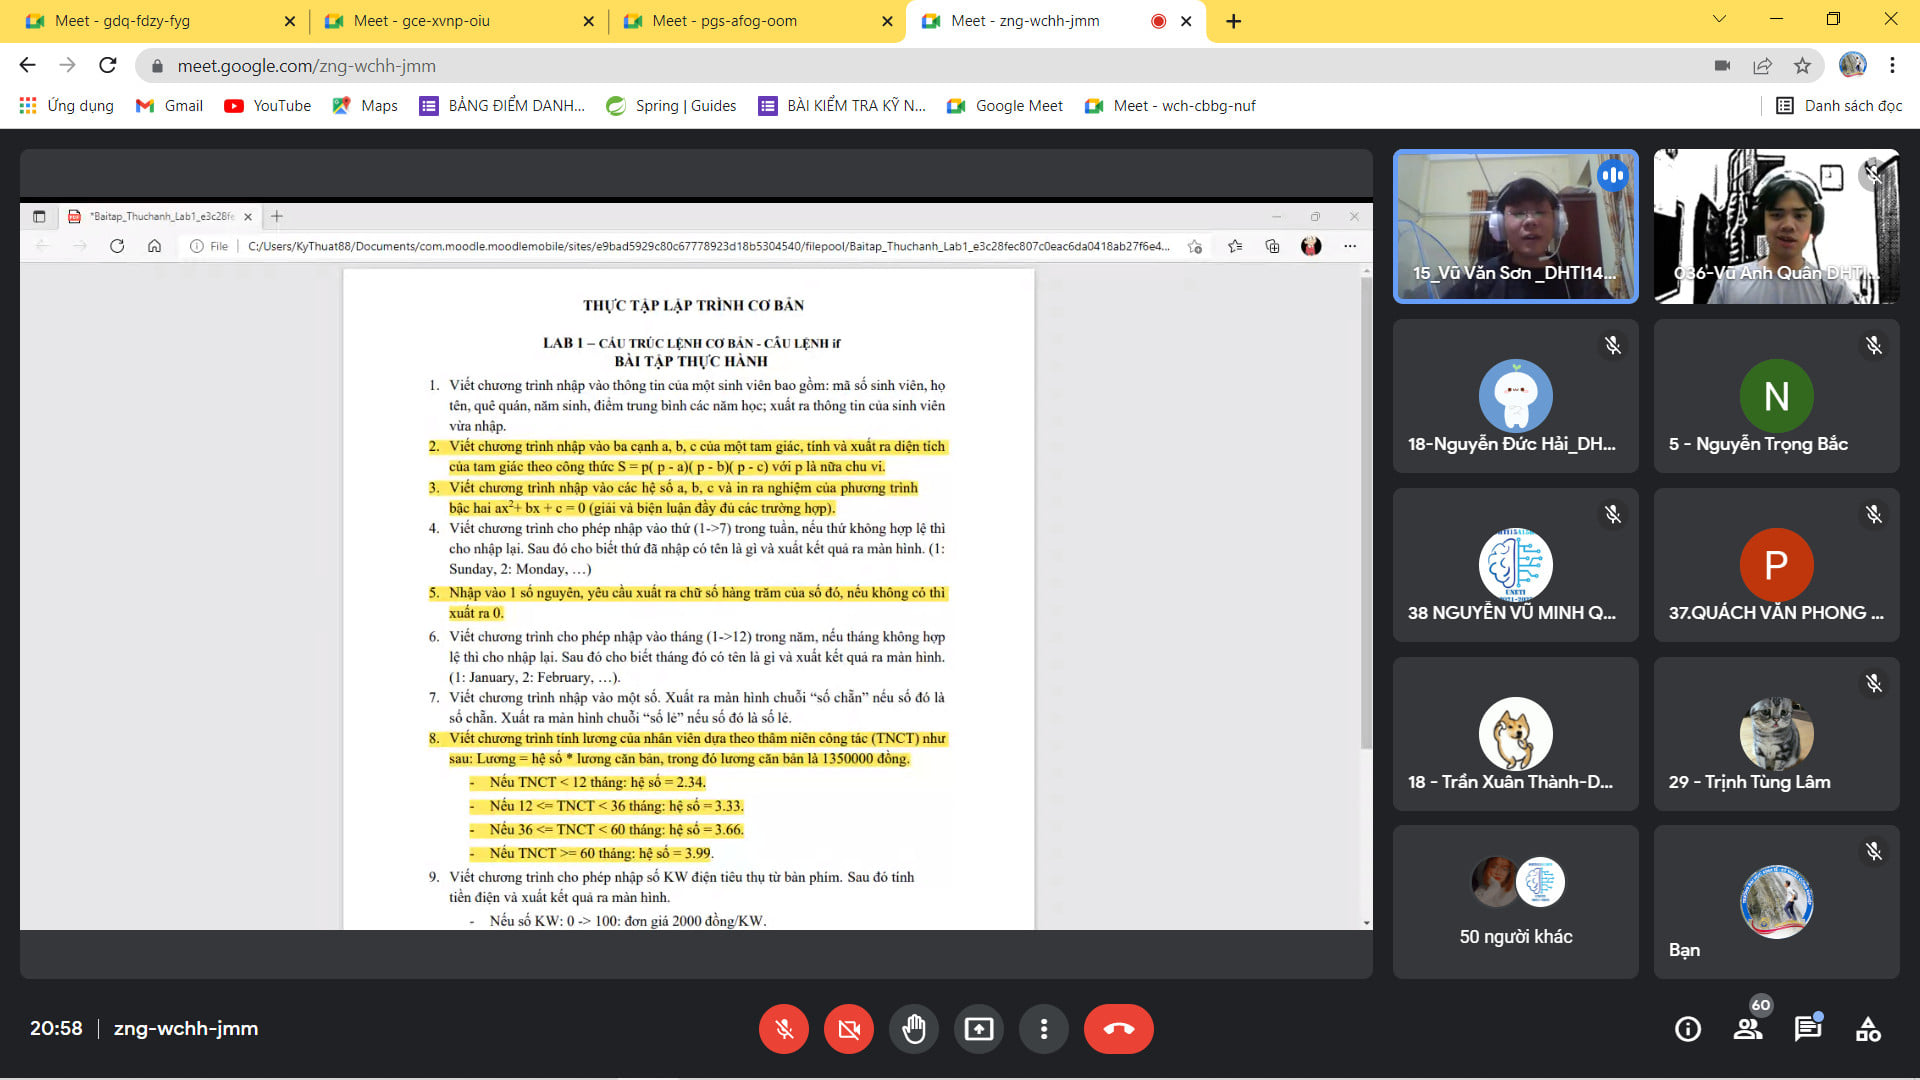 Meet - gdq-fdzy-fyg
Meet - gce-xvnp-oiu
Meet - pgs-afog-oom
Meet - zng-wchh-jmm
meet.google.com/zng-wchh-jmm
Ứng dụng
Gmail
YouTube
Maps
BẢNG ĐIỂM DANH...
Spring | Guides
BÀI KIỂM TRA KỸ N...
Google Meet
Meet - wch-cbbg-nuf
Danh sách đọc
*Baitap_Thuchanh_Lab1_e3c28fe
File
C:/Users/KyThuat88/Documents/com.moodle.moodlemobile/sites/e9bad5929c80c67778923d18b5304540/filepool/Baitap_Thuchanh_Lab1_e3c28fec807c0eac6da0418ab27f6e4...
THỰC TẬP LẬP TRÌNH CƠ BẢN
LAB 1 – CẤU TRÚC LỆNH CƠ BẢN - CÂU LỆNH if
BÀI TẬP THỰC HÀNH
1. Viết chương trình nhập vào thông tin của một sinh viên bao gồm: mã số sinh viên, họ
tên, quê quán, năm sinh, điểm trung bình các năm học; xuất ra thông tin của sinh viên
vừa nhập.
2. Viết chương trình nhập vào ba cạnh a, b, c của một tam giác, tính và xuất ra diện tích
của tam giác theo công thức S = p( p - a)( p - b)( p - c) với p là nữa chu vi.
3. Viết chương trình nhập vào các hệ số a, b, c và in ra nghiệm của phương trình
bậc hai ax²+ bx + c = 0 (giải và biện luận đầy đủ các trường hợp).
4. Viết chương trình cho phép nhập vào thứ (1->7) trong tuần, nếu thứ không hợp lệ thì
cho nhập lại. Sau đó cho biết thứ đã nhập có tên là gì và xuất kết quả ra màn hình. (1:
Sunday, 2: Monday, …)
5. Nhập vào 1 số nguyên, yêu cầu xuất ra chữ số hàng trăm của số đó, nếu không có thì
xuất ra 0.
6. Viết chương trình cho phép nhập vào tháng (1->12) trong năm, nếu tháng không hợp
lệ thì cho nhập lại. Sau đó cho biết tháng đó có tên là gì và xuất kết quả ra màn hình.
(1: January, 2: February, …).
7. Viết chương trình nhập vào một số. Xuất ra màn hình chuỗi “số chẵn” nếu số đó là
số chẵn. Xuất ra màn hình chuỗi “số lẻ” nếu số đó là số lẻ.
8. Viết chương trình tính lương của nhân viên dựa theo thâm niên công tác (TNCT) như
sau: Lương = hệ số * lương căn bản, trong đó lương căn bản là 1350000 đồng.
- Nếu TNCT < 12 tháng: hệ số = 2.34.
- Nếu 12 <= TNCT < 36 tháng: hệ số = 3.33.
- Nếu 36 <= TNCT < 60 tháng: hệ số = 3.66.
- Nếu TNCT >= 60 tháng: hệ số = 3.99.
9. Viết chương trình cho phép nhập số KW điện tiêu thụ từ bàn phím. Sau đó tính
tiền điện và xuất kết quả ra màn hình.
- Nếu số KW: 0 -> 100: đơn giá 2000 đồng/KW.
15_Vũ Văn Sơn _DHTI14...
036-Vũ Anh Quân DHTI...
18-Nguyễn Đức Hải_DH...
N
5 - Nguyễn Trọng Bắc
UNETI
38 NGUYỄN VŨ MINH Q...
P
37.QUÁCH VĂN PHONG ...
18 - Trần Xuân Thành-D...
29 - Trịnh Tùng Lâm
50 người khác
Bạn
20:58
zng-wchh-jmm
60